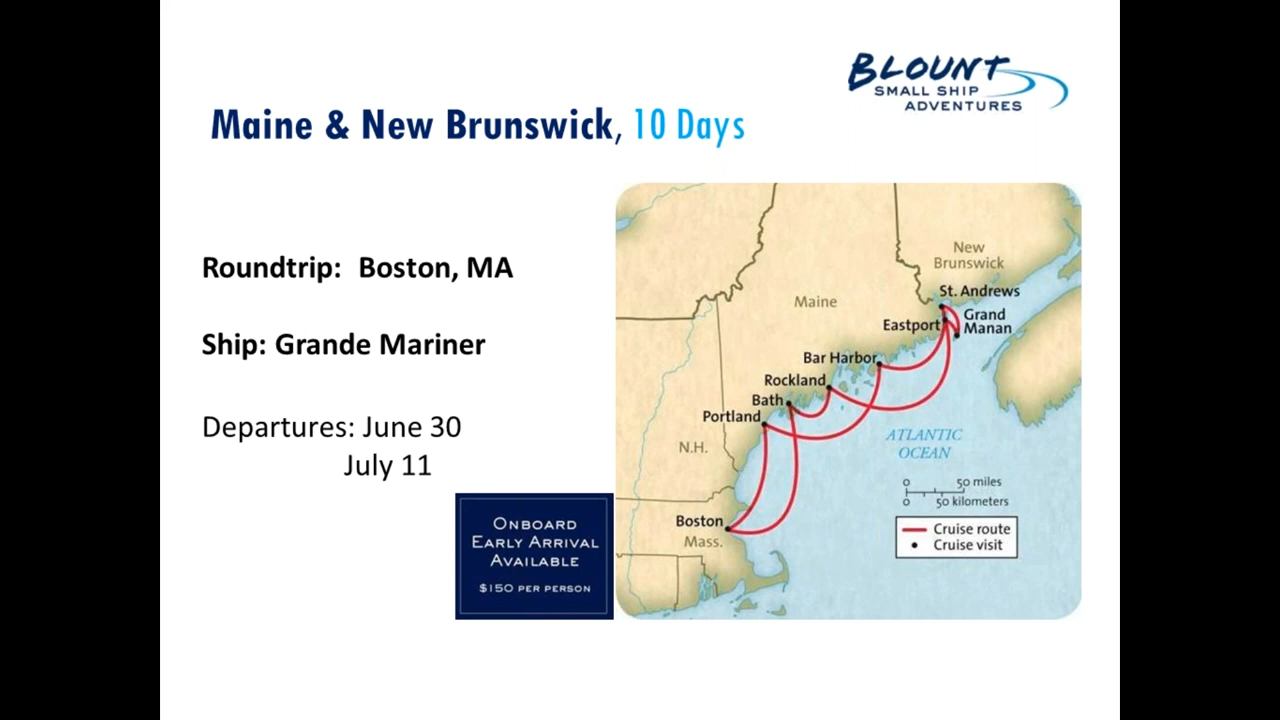 BLOUNT
SMALL SHIP
ADVENTURES
Maine & New Brunswick, 10 Days
Roundtrip: Boston, MA
Ship: Grande Mariner
Departures: June 30
July 11
ONBOARD
EARLY ARRIVAL
AVAILABLE
$150 PER PERSON
New
Brunswick
St. Andrews
Maine
Grand
Manan
Eastport
Bar Harbor
Rockland
Bath
Portland
ATLANTIC
OCEAN
N.H.
0 50 miles
0 50 kilometers
Boston
Mass.
Cruise route
Cruise visit